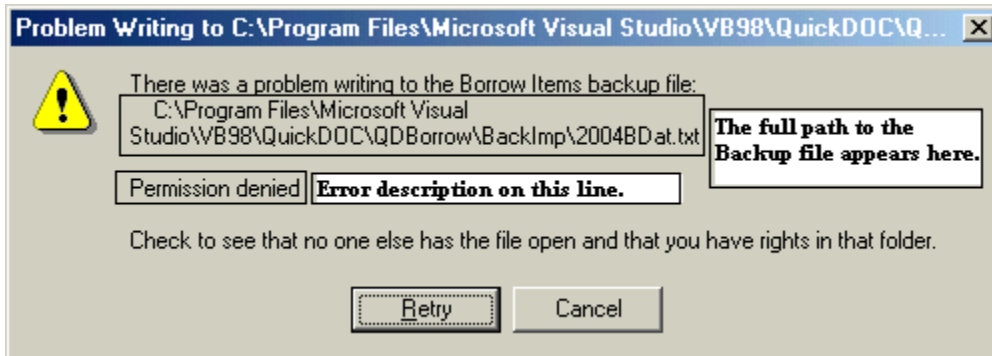 Problem Writing to C:\Program Files\Microsoft Visual Studio\VB98\QuickDOC\Q...
There was a problem writing to the Borrow Items backup file:
C:\Program Files\Microsoft Visual
Studio\VB98\QuickDOC\QDBorrow\BackImp\2004BDat.txt
The full path to the
Backup file appears here.
Permission denied
Error description on this line.
Check to see that no one else has the file open and that you have rights in that folder.
Retry
Cancel